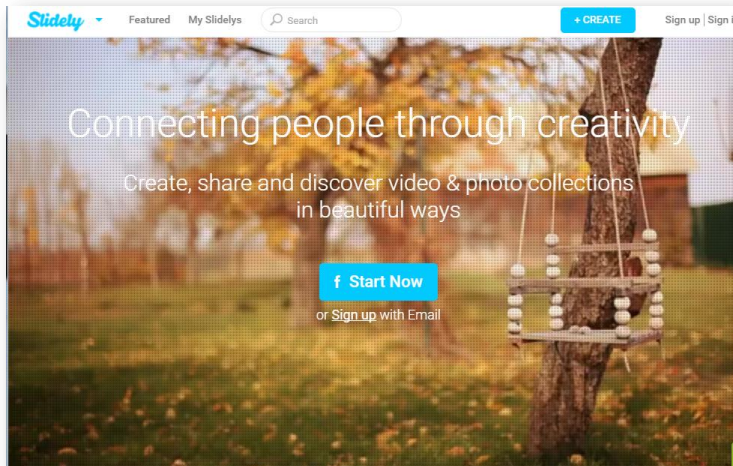 Slidely
Featured
My Slidelys
Search
+ CREATE
Sign up | Sign i
Connecting people through creativity
Create, share and discover video & photo collections
in beautiful ways
f Start Now
or Sign up with Email